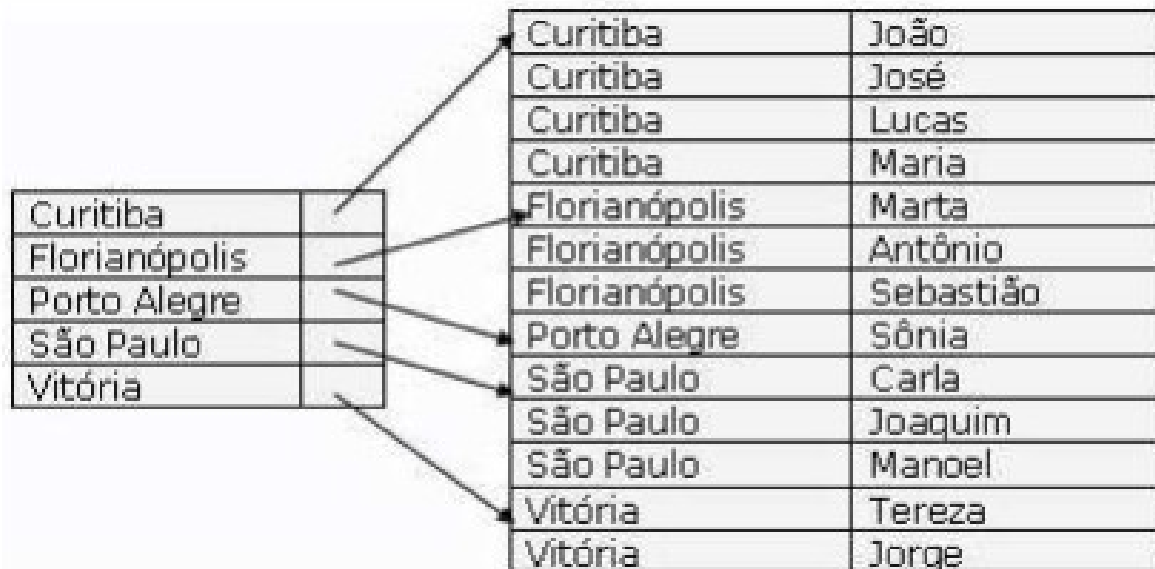 Curitiba
Florianópolis
Porto Alegre
São Paulo
Vitória
Curitiba João
Curitiba José
Curitiba Lucas
Curitiba Maria
Florianópolis Marta
Florianópolis Antônio
Florianópolis Sebastião
Porto Alegre Sônia
São Paulo Carla
São Paulo Joaquim
São Paulo Manoel
Vitória Tereza
Vitória Jorge